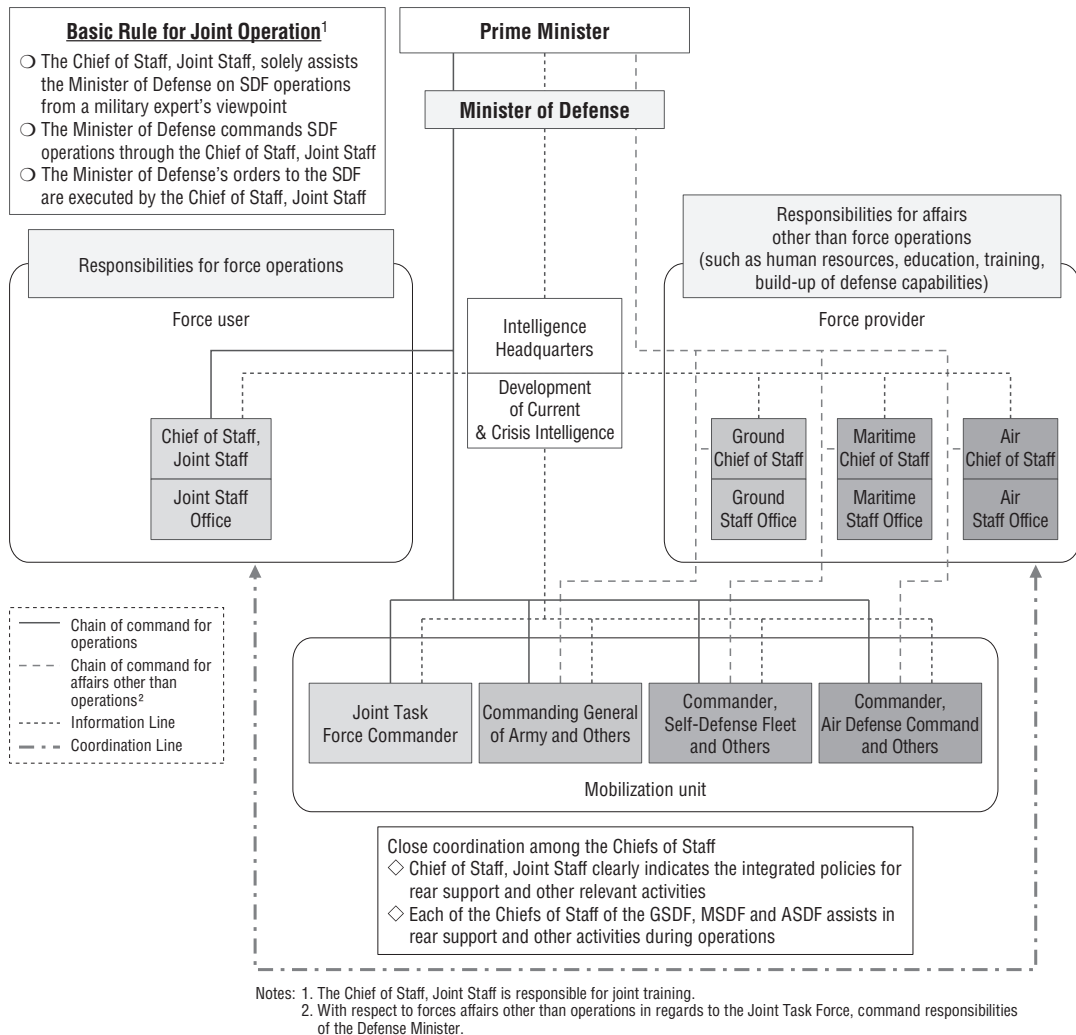 Basic Rule for Joint Operation¹
❍ The Chief of Staff, Joint Staff, solely assists
the Minister of Defense on SDF operations
from a military expert's viewpoint
❍ The Minister of Defense commands SDF
operations through the Chief of Staff, Joint Staff
❍ The Minister of Defense's orders to the SDF
are executed by the Chief of Staff, Joint Staff
Prime Minister
Minister of Defense
Responsibilities for force operations
Force user
Responsibilities for affairs
other than force operations
(such as human resources, education, training,
build-up of defense capabilities)
Force provider
Intelligence
Headquarters
Development
of Current
& Crisis Intelligence
Chief of Staff,
Joint Staff
Joint Staff
Office
Ground
Chief of Staff
Ground
Staff Office
Maritime
Chief of Staff
Maritime
Staff Office
Air
Chief of Staff
Air
Staff Office
Chain of command for
operations
Chain of command for
affairs other than
operations²
Information Line
Coordination Line
Joint Task
Force Commander
Commanding General
of Army and Others
Commander,
Self-Defense Fleet
and Others
Commander,
Air Defense Command
and Others
Mobilization unit
Close coordination among the Chiefs of Staff
◇ Chief of Staff, Joint Staff clearly indicates the integrated policies for
rear support and other relevant activities
◇ Each of the Chiefs of Staff of the GSDF, MSDF and ASDF assists in
rear support and other activities during operations
Notes: 1. The Chief of Staff, Joint Staff is responsible for joint training.
2. With respect to forces affairs other than operations in regards to the Joint Task Force, command responsibilities
of the Defense Minister.